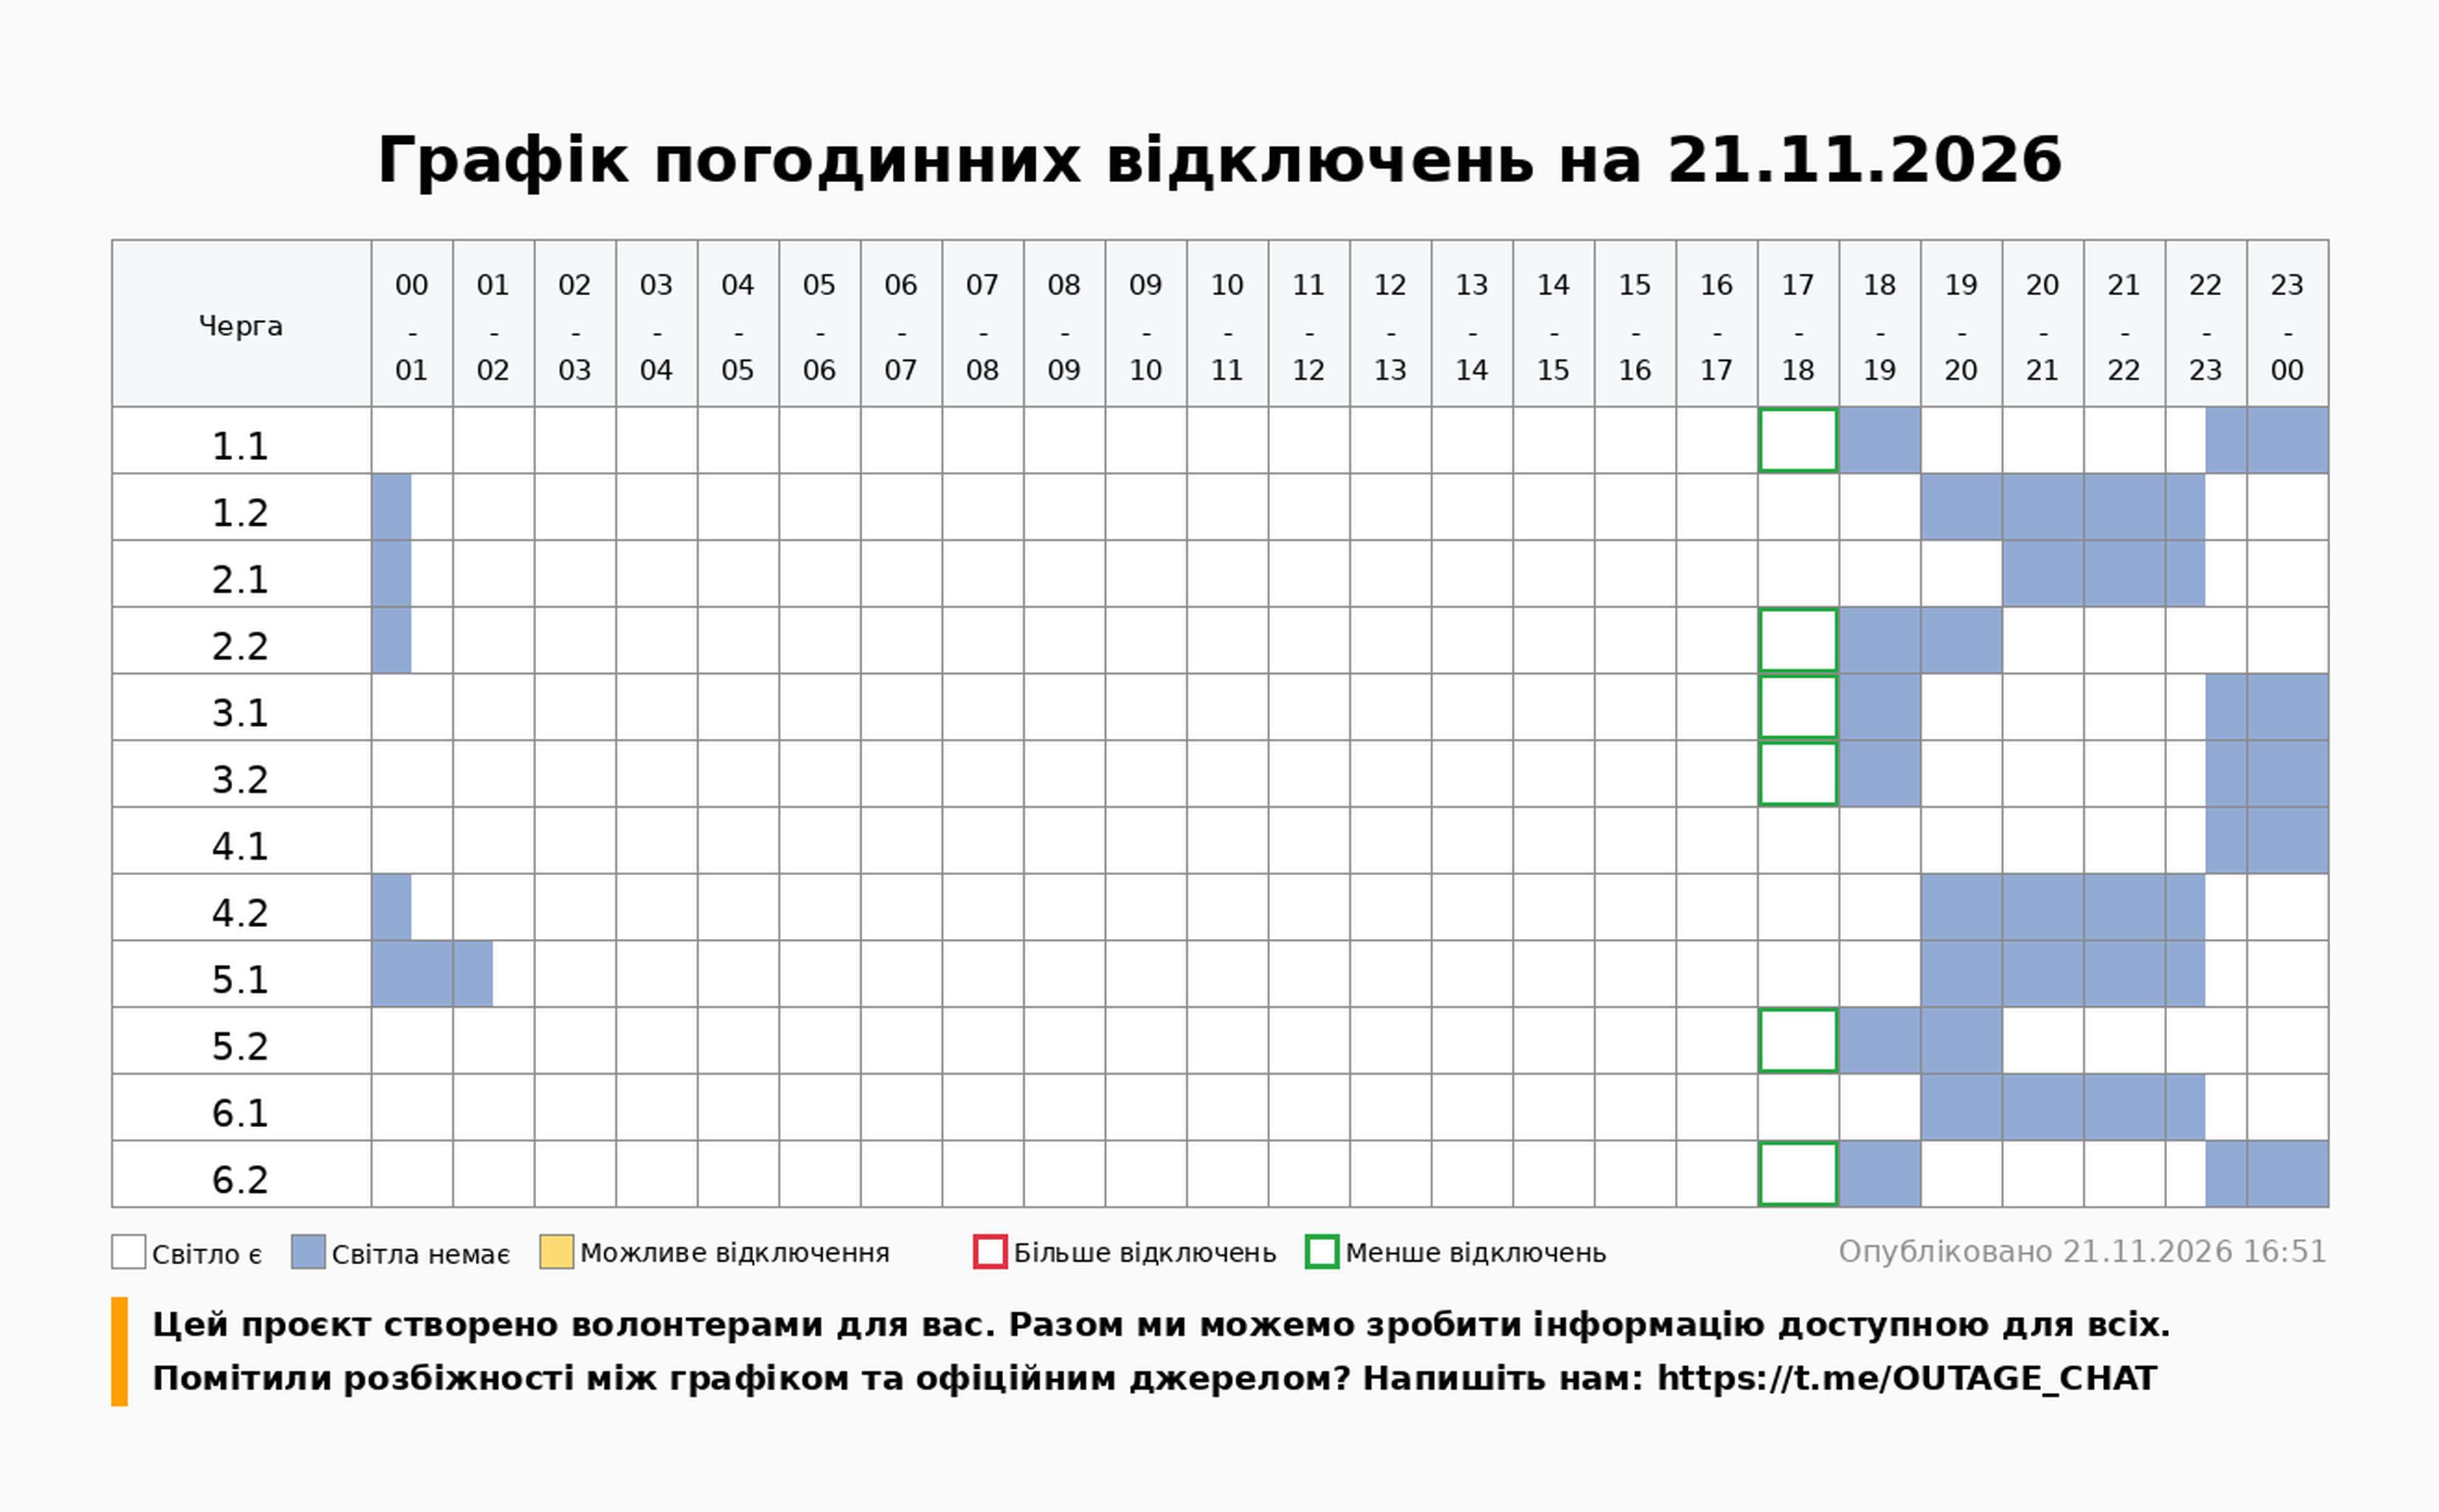 Графік погодинних відключень на 21.11.2026
Черга 00 - 01 01 - 02 02 - 03 03 - 04 04 - 05 05 - 06 06 - 07 07 - 08 08 - 09 09 - 10 10 - 11 11 - 12 12 - 13 13 - 14 14 - 15 15 - 16 16 - 17 17 - 18 18 - 19 19 - 20 20 - 21 21 - 22 22 - 23 23 - 00
1.1
1.2
2.1
2.2
3.1
3.2
4.1
4.2
5.1
5.2
6.1
6.2
Світло є Світла немає Можливе відключення Більше відключень Менше відключень Опубліковано 21.11.2026 16:51
Цей проєкт створено волонтерами для вас. Разом ми можемо зробити інформацію доступною для всіх.
Помітили розбіжності між графіком та офіційним джерелом? Напишіть нам: https://t.me/OUTAGE_CHAT